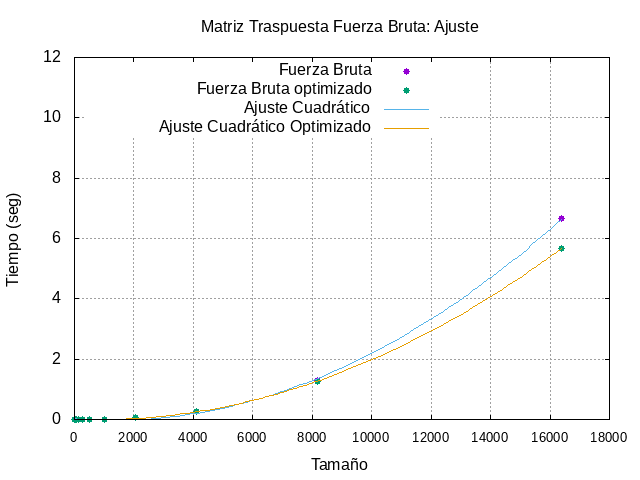 Matriz Traspuesta Fuerza Bruta: Ajuste
Fuerza Bruta
Fuerza Bruta optimizado
Ajuste Cuadrático
Ajuste Cuadrático Optimizado
12
10
8
6
4
2
0
Tiempo (seg)
0 2000 4000 6000 8000 10000 12000 14000 16000 18000
Tamaño